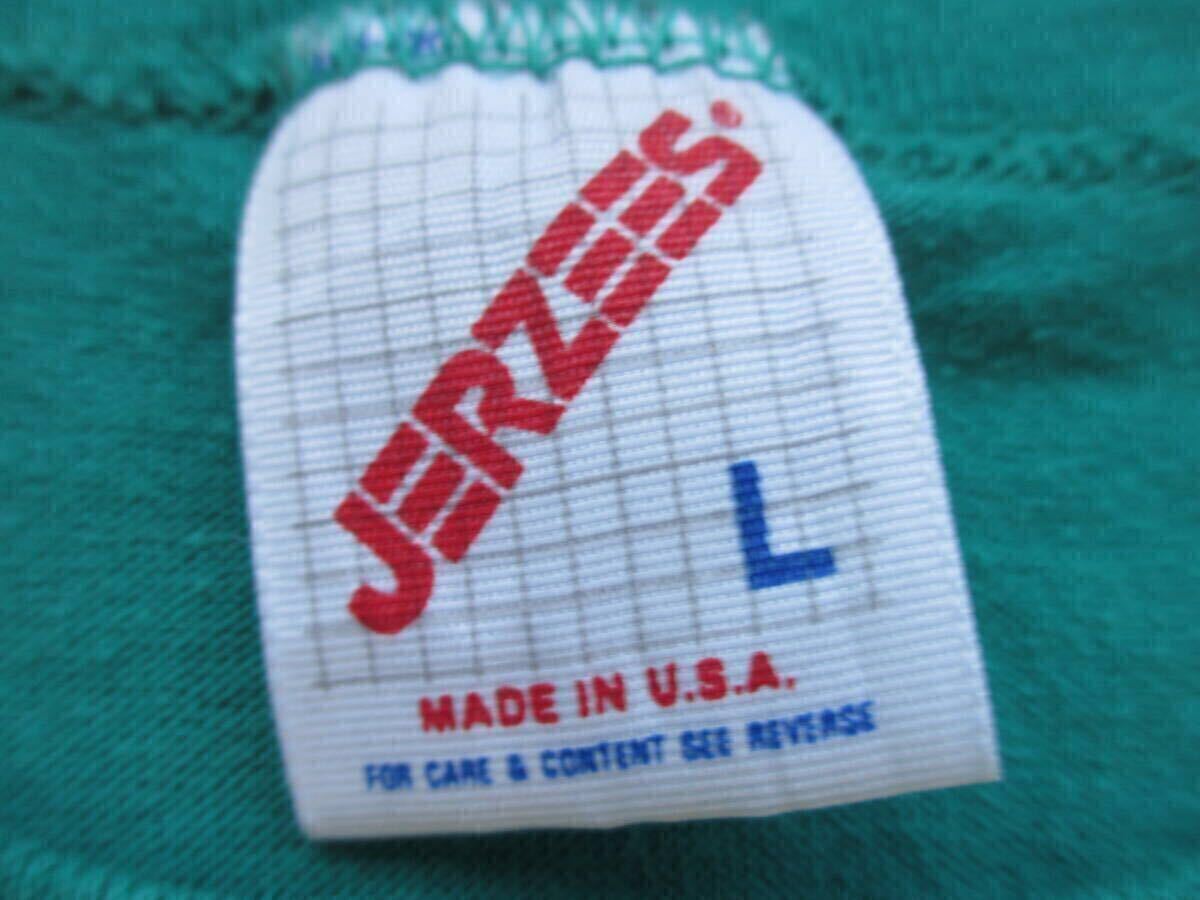 JERZEES
L
MADE IN U.S.A.
FOR CARE & CONTENT SEE REVERSE